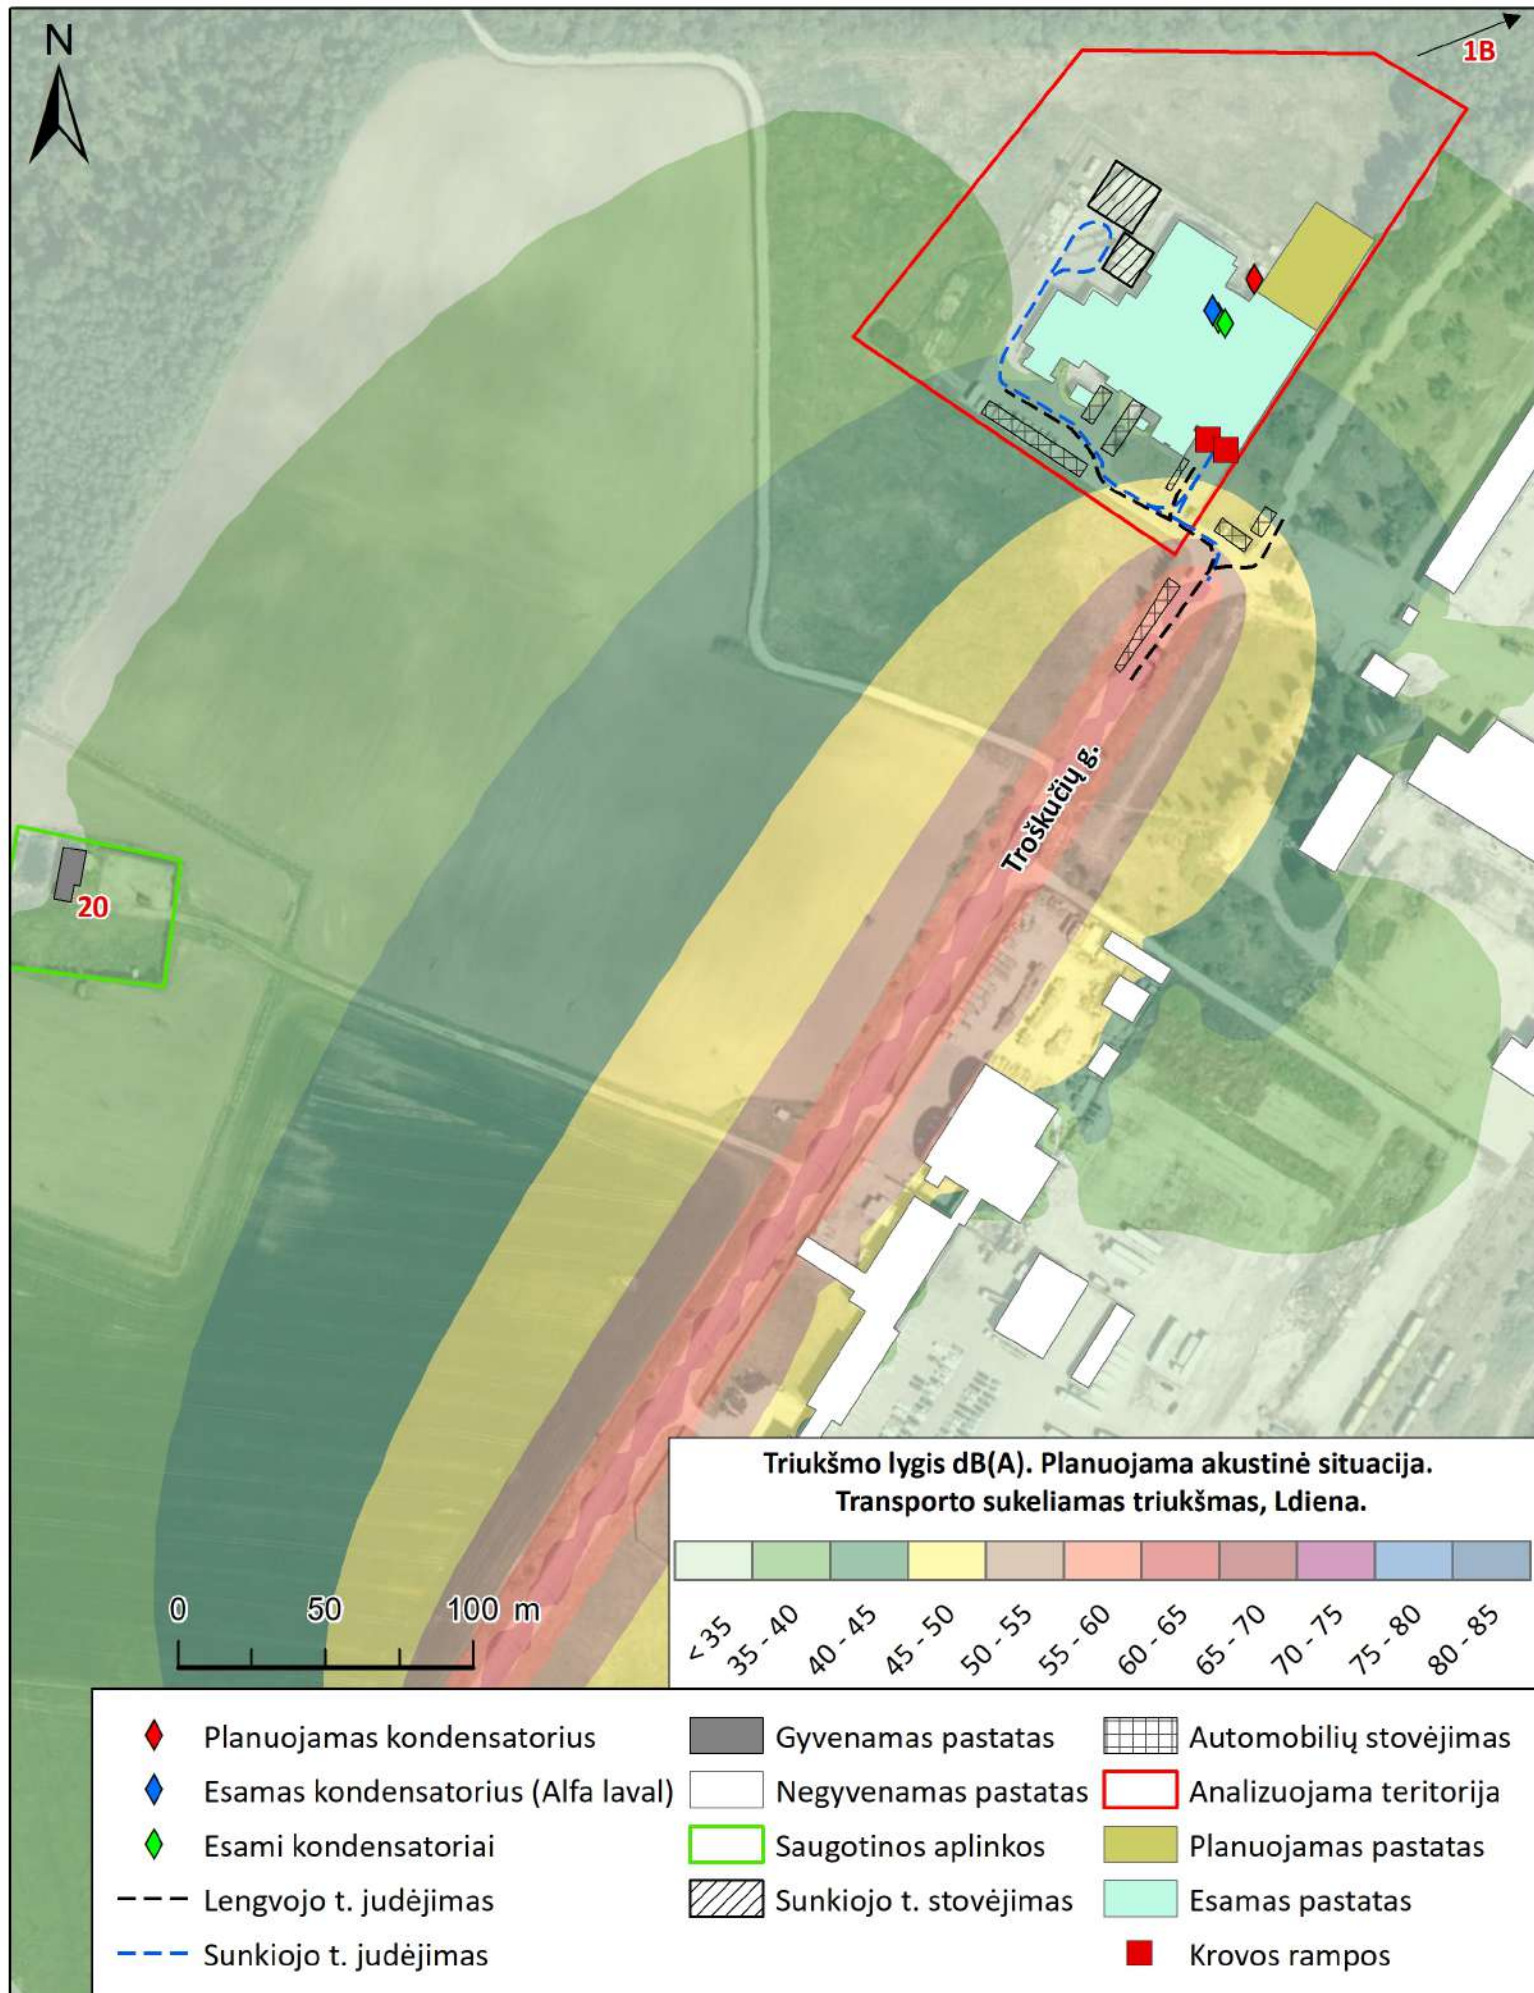 N
1B
Troškučių g.
20
Triukšmo lygis dB(A). Planuojama akustinė situacija.
Transporto sukeliamas triukšmas, Ldiena.
< 35
35 - 40
40 - 45
45 - 50
50 - 55
55 - 60
60 - 65
65 - 70
70 - 75
75 - 80
80 - 85
0 50 100 m
Planuojamas kondensatorius
Esamas kondensatorius (Alfa laval)
Esami kondensatoriai
Lengvojo t. judėjimas
Sunkiojo t. judėjimas
Gyvenamas pastatas
Negyvenamas pastatas
Saugotinos aplinkos
Sunkiojo t. stovėjimas
Automobilių stovėjimas
Analizuojama teritorija
Planuojamas pastatas
Esamas pastatas
Krovos rampos